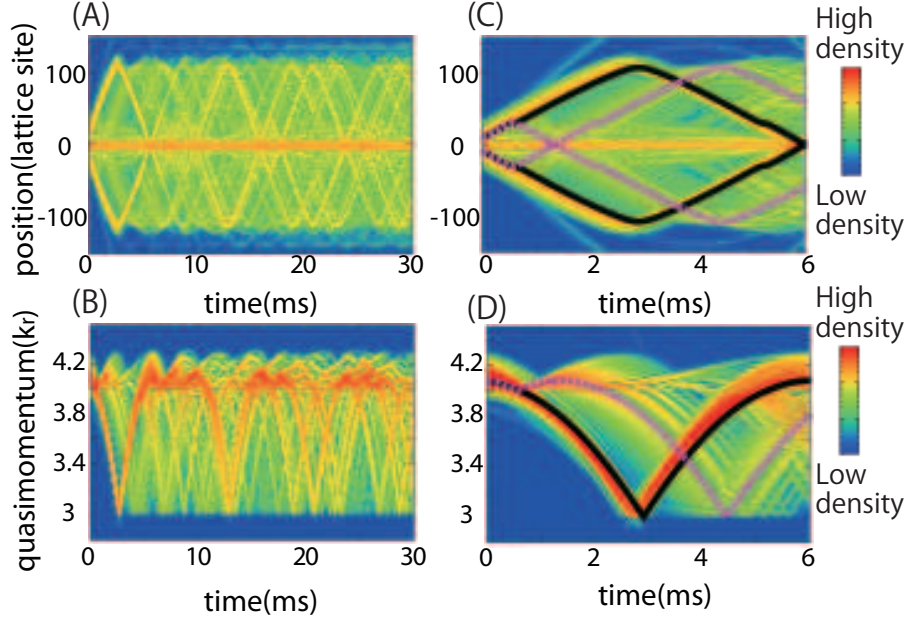 (A)
(C)
position(lattice site)
100
0
-100
0
10
20
30
time(ms)
100
0
-100
0
2
4
6
time(ms)
High
density
Low
density
(B)
(D)
quasimomentum(kr)
4.2
3.8
3.4
3
0
10
20
30
time(ms)
4.2
3.8
3.4
3
0
2
4
6
time(ms)
High
density
Low
density